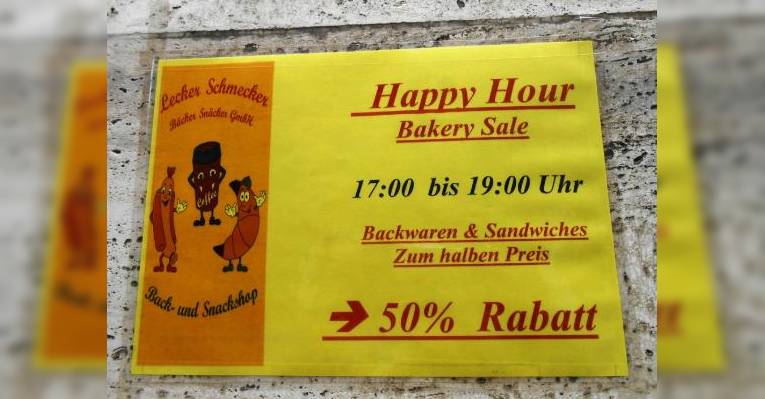 Lecker Schmecker
Bäcker Snäcker GmbH
Coffee
Back- und Snackshop
Happy Hour
Bakery Sale
17:00 bis 19:00 Uhr
Backwaren & Sandwiches
Zum halben Preis
50% Rabatt